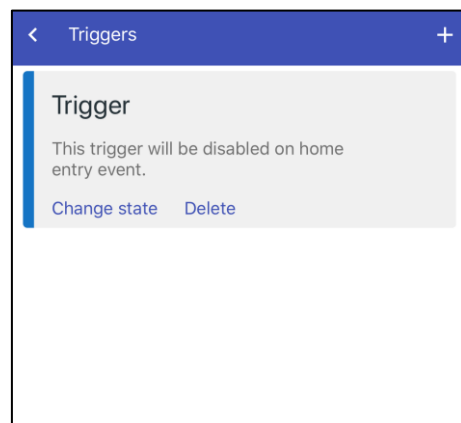 Triggers
Trigger
This trigger will be disabled on home
entry event.
Change state Delete